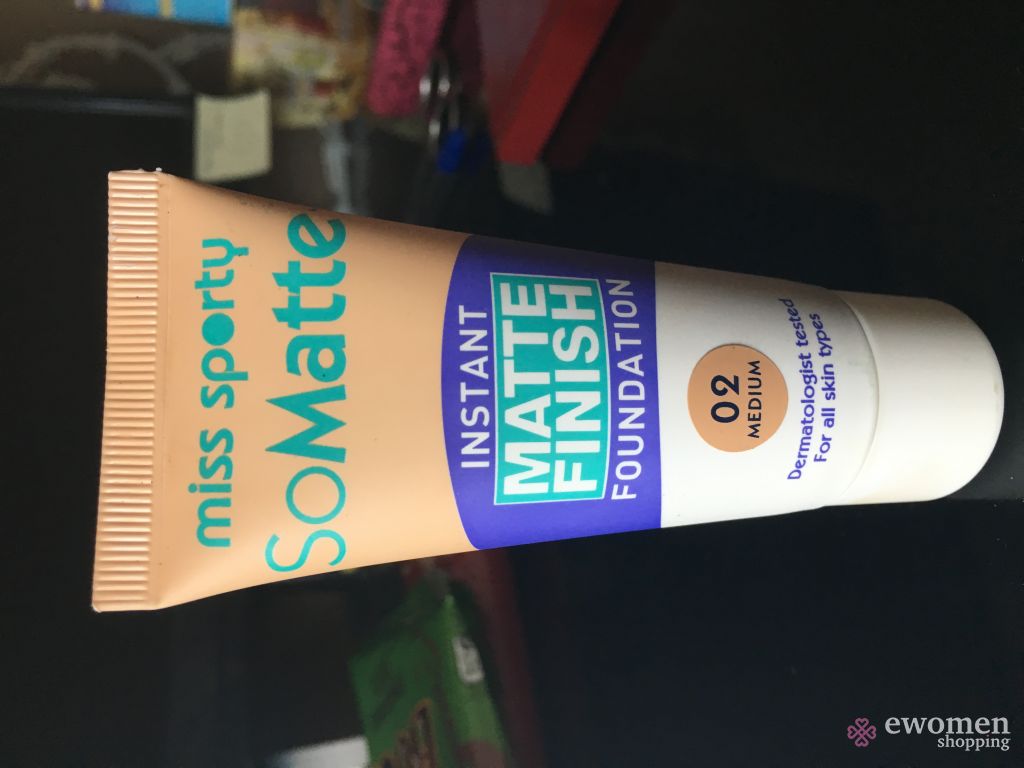 miss sporty
SoMatte
INSTANT
MATTE
FINISH
FOUNDATION
02
MEDIUM
Dermatologist tested
For all skin types
ewomen
shopping